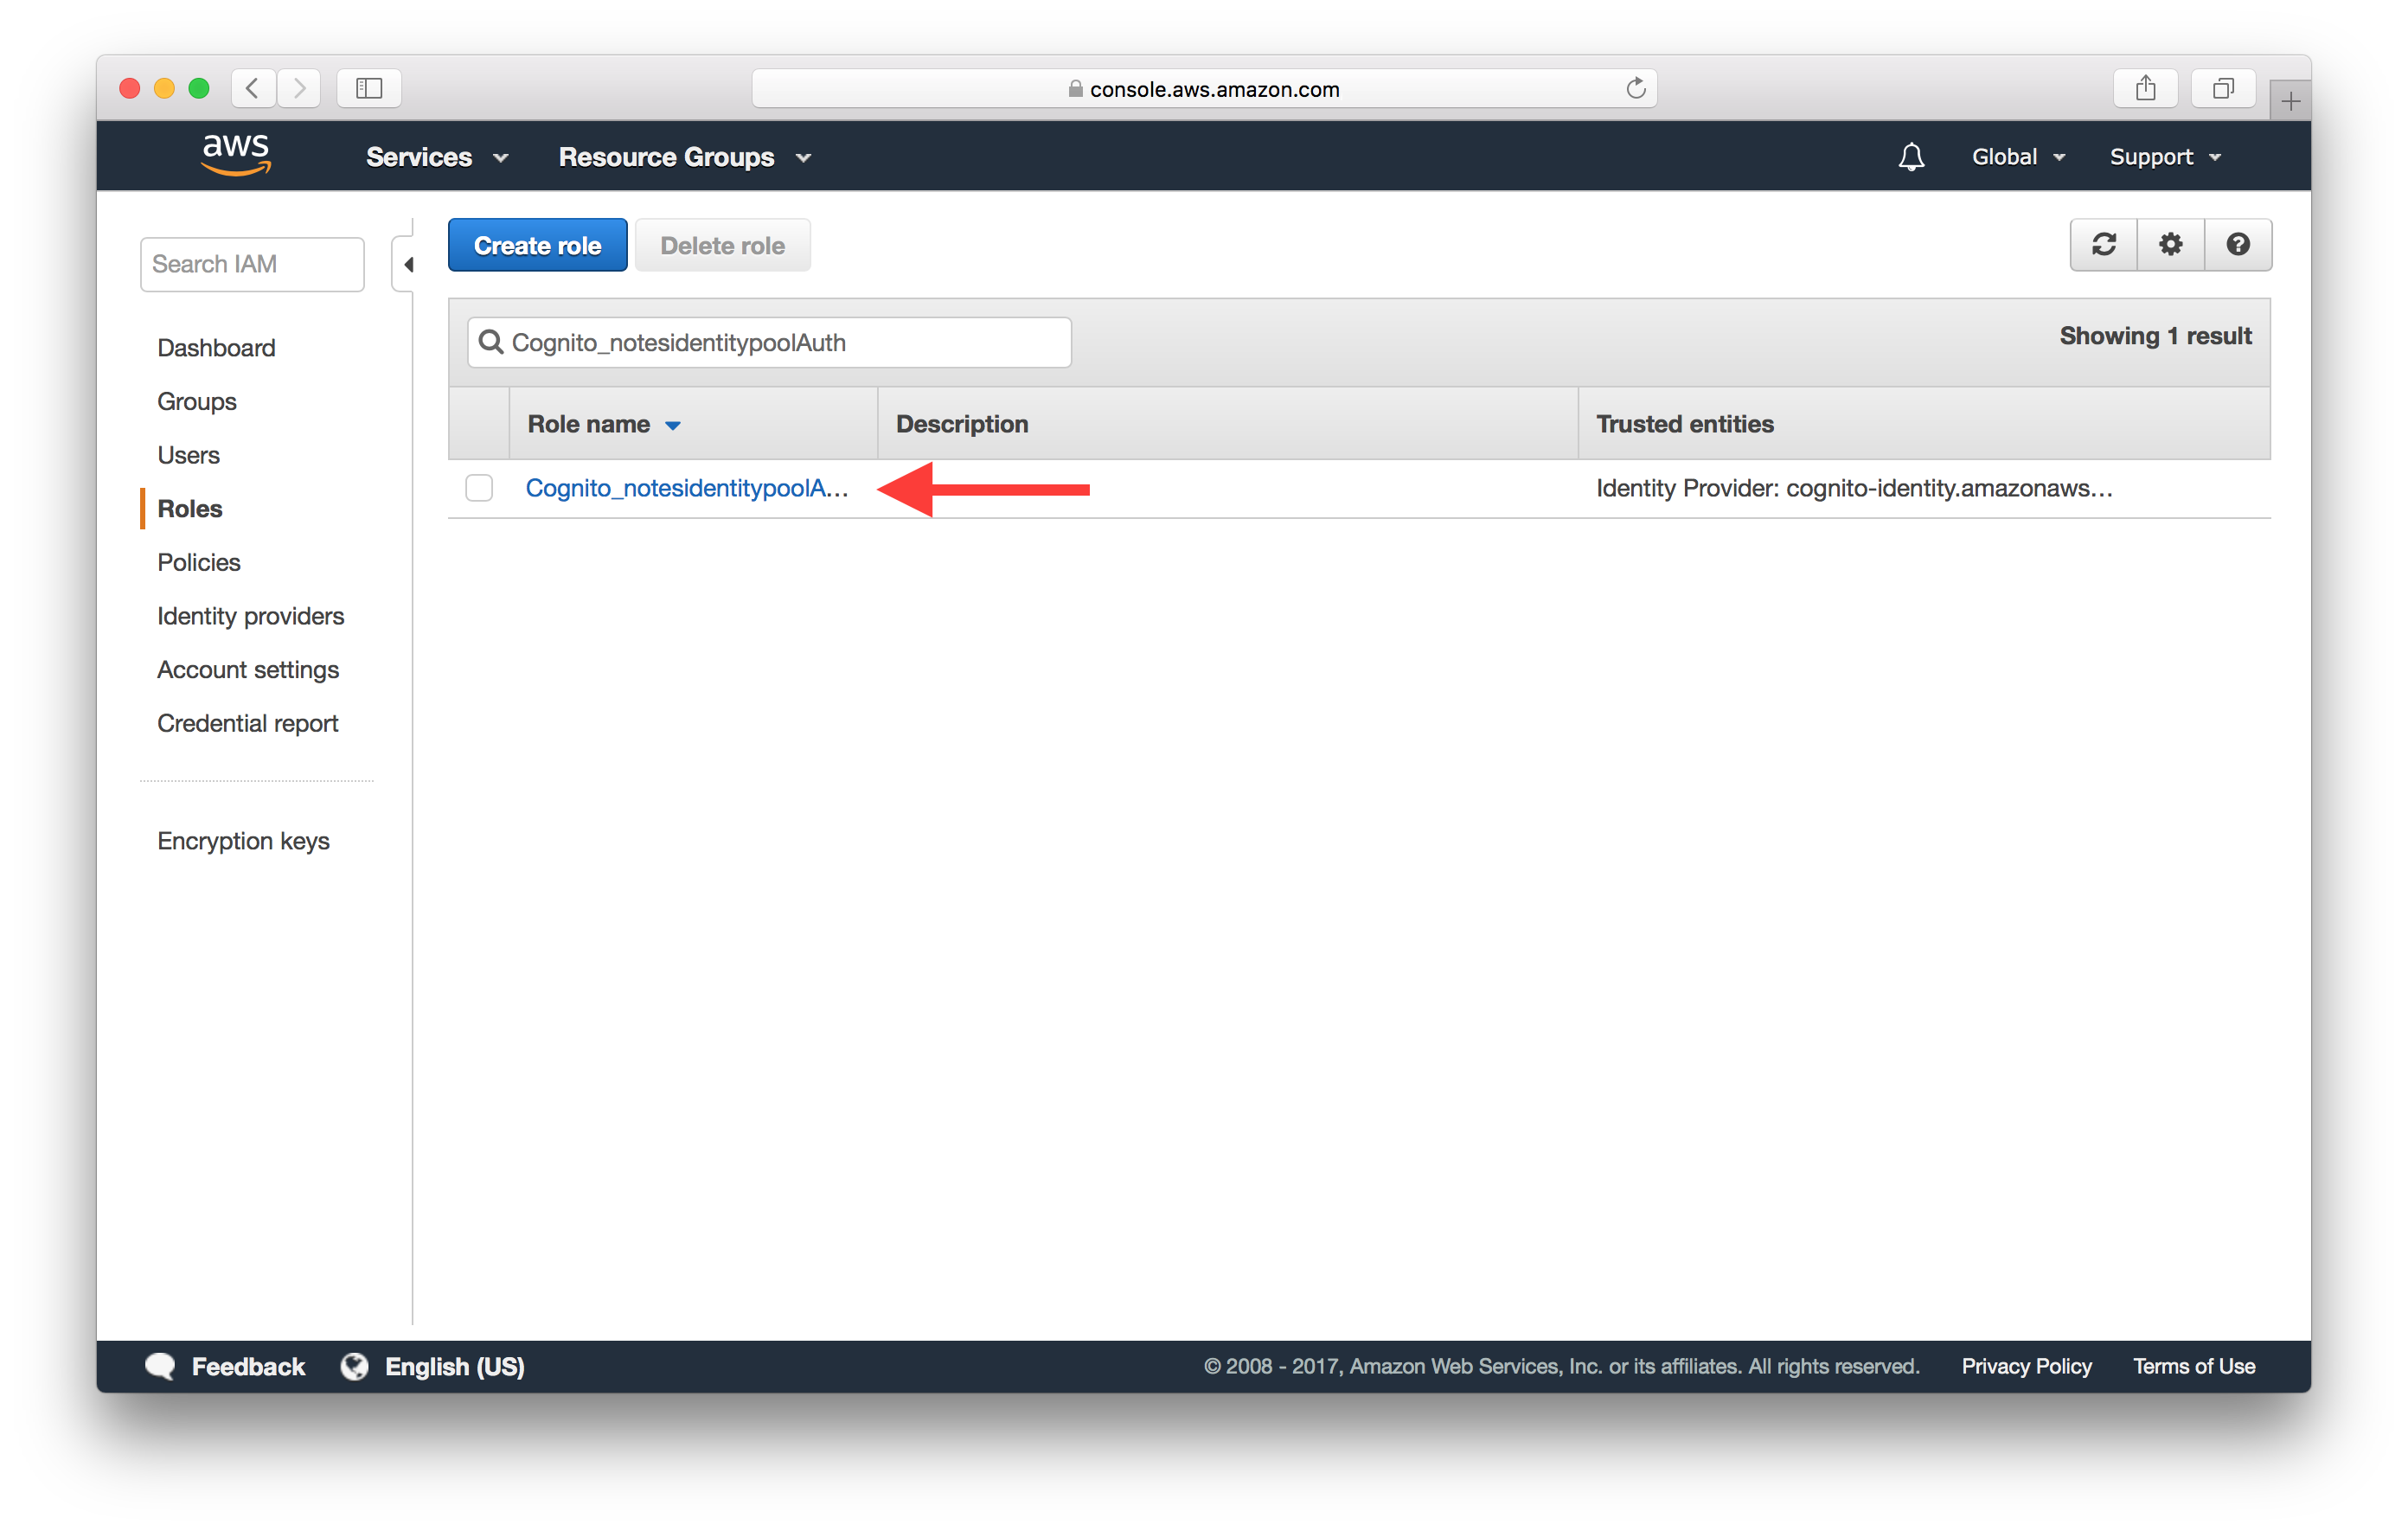 console.aws.amazon.com
aws Services Resource Groups Global Support
Search IAM
Create role Delete role
Cognito_notesidentitypoolAuth
Showing 1 result
Role name Description Trusted entities
Cognito_notesidentitypoolA... Identity Provider: cognito-identity.amazonaws...
Dashboard
Groups
Users
Roles
Policies
Identity providers
Account settings
Credential report
Encryption keys
Feedback English (US) © 2008 - 2017, Amazon Web Services, Inc. or its affiliates. All rights reserved. Privacy Policy Terms of Use